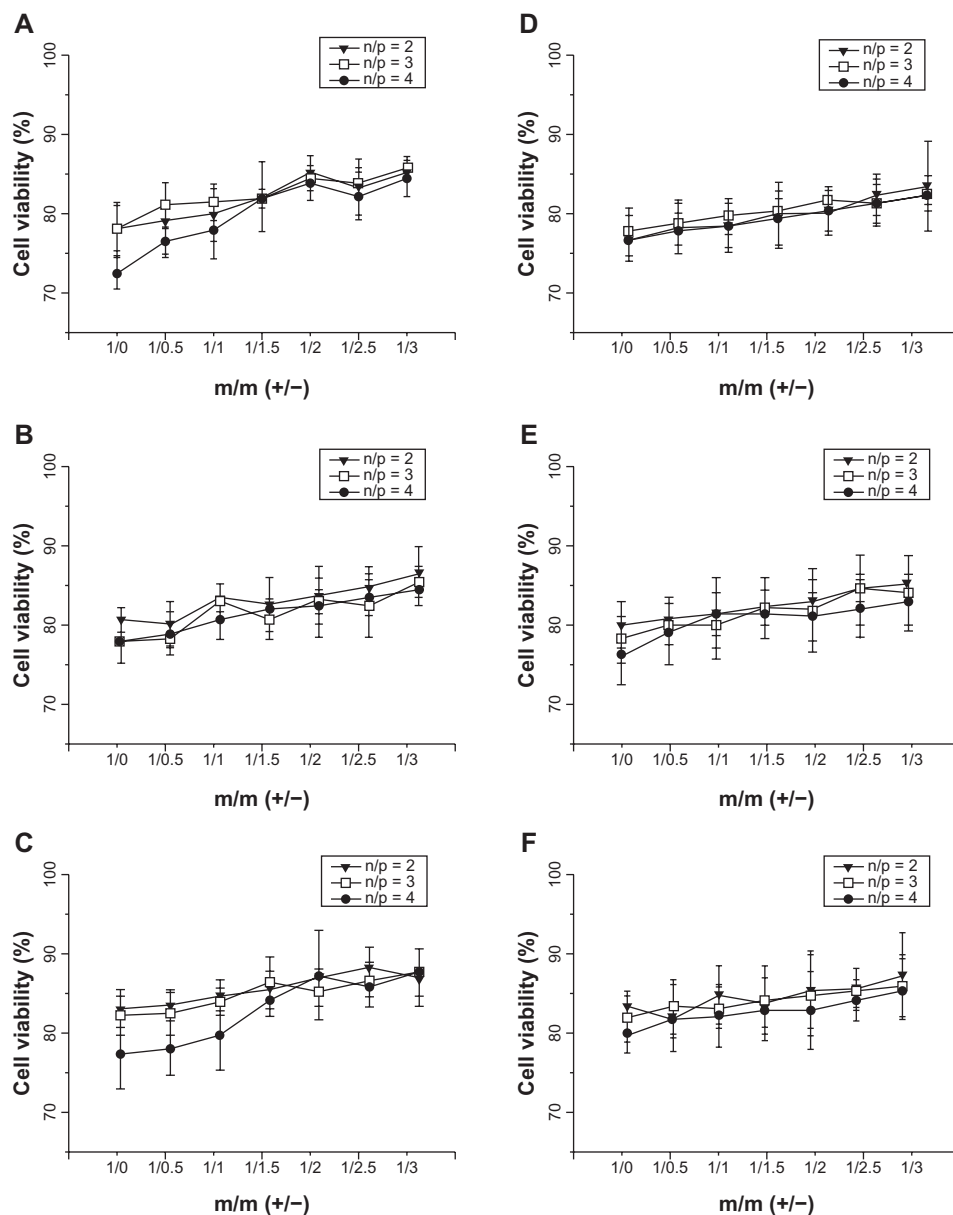 A
n/p = 2
n/p = 3
n/p = 4
100
90
80
70
Cell viability (%)
1/0 1/0.5 1/1 1/1.5 1/2 1/2.5 1/3
m/m (+/−)
D
n/p = 2
n/p = 3
n/p = 4
100
90
80
70
Cell viability (%)
1/0 1/0.5 1/1 1/1.5 1/2 1/2.5 1/3
m/m (+/−)
B
n/p = 2
n/p = 3
n/p = 4
100
90
80
70
Cell viability (%)
1/0 1/0.5 1/1 1/1.5 1/2 1/2.5 1/3
m/m (+/−)
E
n/p = 2
n/p = 3
n/p = 4
100
90
80
70
Cell viability (%)
1/0 1/0.5 1/1 1/1.5 1/2 1/2.5 1/3
m/m (+/−)
C
n/p = 2
n/p = 3
n/p = 4
100
90
80
70
Cell viability (%)
1/0 1/0.5 1/1 1/1.5 1/2 1/2.5 1/3
m/m (+/−)
F
n/p = 2
n/p = 3
n/p = 4
100
90
80
70
Cell viability (%)
1/0 1/0.5 1/1 1/1.5 1/2 1/2.5 1/3
m/m (+/−)